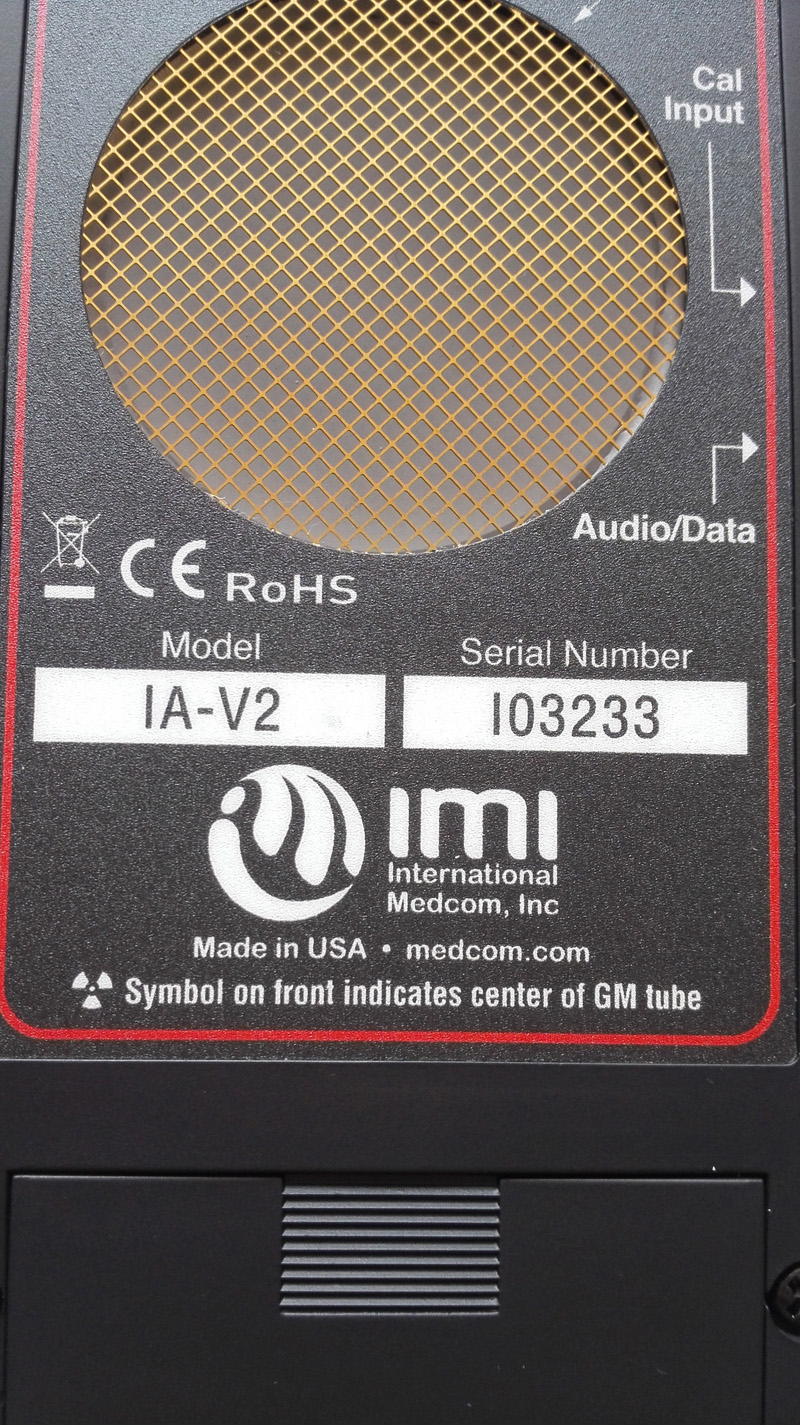 Cal
Input
Audio/Data
CE RoHS
Model
IA-V2
Serial Number
I03233
imi
International
Medcom, Inc
Made in USA • medcom.com
Symbol on front indicates center of GM tube